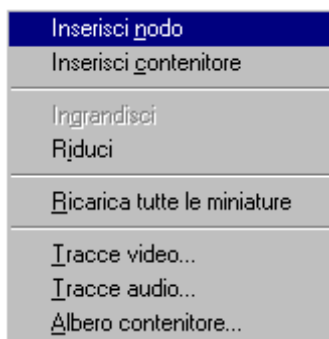 Inserisci nodo
Inserisci contenitore
Ingrandisci
Riduci
Ricarica tutte le miniature
Tracce video...
Tracce audio...
Albero contenitore...